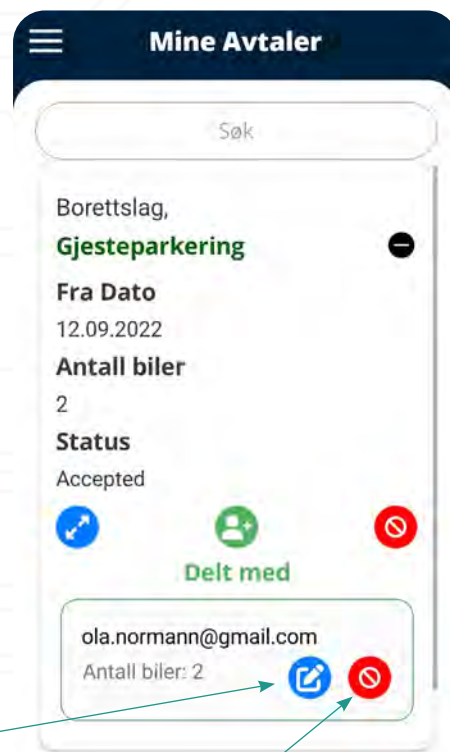 Mine Avtaler
Søk
Borettslag,
Gjesteparkering
Fra Dato
12.09.2022
Antall biler
2
Status
Accepted
Delt med
ola.normann@gmail.com
Antall biler: 2